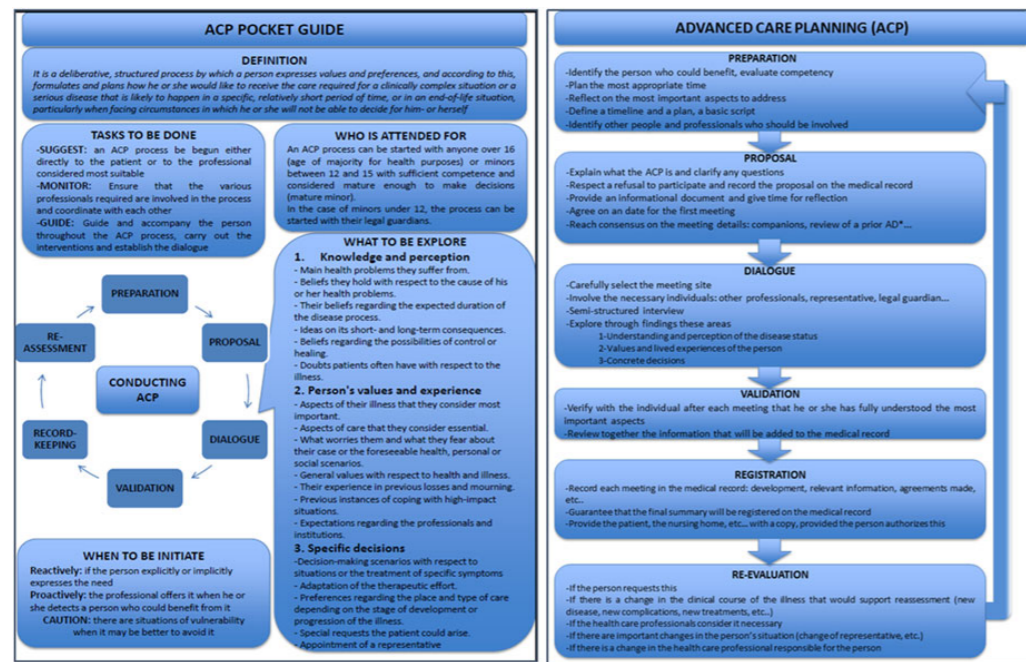 ACP POCKET GUIDE
DEFINITION
It is a deliberate, structured process by which a person expresses values and preferences, and according to this,
formulates and plans how he or she would like to receive the care required for a clinically complex situation or a
serious disease that is likely to happen in a specific, relatively short period of time, or in an end-of-life situation,
particularly when facing circumstances in which he or she will not be able to decide for him- or herself
TASKS TO BE DONE
-SUGGEST: an ACP process be begun either
directly to the patient or to the professional
considered most suitable
-MONITOR: Ensure that the various
professionals required are involved in the process
and coordinate with each other
-GUIDE: Guide and accompany the person
throughout the ACP process, carry out the
interventions and establish the dialogue
WHO IS ATTENDED FOR
An ACP process can be started with anyone over 16
(age of majority for health purposes) or minors
between 12 and 15 with sufficient competence and
considered mature enough to make decisions
(mature minor).
In the case of minors under 12, the process can be
started with their legal guardians.
PREPARATION
PROPOSAL
DIALOGUE
VALIDATION
RECORD-
KEEPING
RE-
ASSESSMENT
CONDUCTING
ACP
WHAT TO BE EXPLORE
1. Knowledge and perception
- Main health problems they suffer from.
- Beliefs they hold with respect to the cause of his
or her health problems.
- Their beliefs regarding the expected duration of
the disease process.
- Ideas on its short- and long-term consequences.
- Beliefs regarding the possibilities of control or
healing.
- Doubts patients often have with respect to the
illness.
2. Person's values and experience
- Aspects of their illness that they consider most
important.
- Aspects of care that they consider essential.
- What worries them and what they fear about
their case or the foreseeable health, personal or
social scenarios.
- General values with respect to health and illness.
- Their experience in previous losses and mourning.
- Previous instances of coping with high-impact
situations.
- Expectations regarding the professionals and
institutions.
3. Specific decisions
-Decision-making scenarios with respect to
situations or the treatment of specific symptoms
- Adaptation of the therapeutic effort.
- Preferences regarding the place and type of care
depending on the stage of development or
progression of the illness.
- Special requests the patient could arise.
- Appointment of a representative
WHEN TO BE INITIATE
Reactively: if the person explicitly or implicitly
expresses the need
Proactively: the professional offers it when he or
she detects a person who could benefit from it
CAUTION: there are situations of vulnerability
when it may be better to avoid it
ADVANCED CARE PLANNING (ACP)
PREPARATION
-Identify the person who could benefit, evaluate competency
-Plan the most appropriate time
-Reflect on the most important aspects to address
-Define a timeline and a plan, a basic script
-Identify other people and professionals who should be involved
PROPOSAL
-Explain what the ACP is and clarify any questions
-Respect a refusal to participate and record the proposal on the medical record
-Provide an informational document and give time for reflection
-Agree on an date for the first meeting
-Reach consensus on the meeting details: companions, review of a prior AD*...
DIALOGUE
-Carefully select the meeting site
-Involve the necessary individuals: other professionals, representative, legal guardian...
-Semi-structured interview
-Explore through findings these areas
1-Understanding and perception of the disease status
2-Values and lived experiences of the person
3-Concrete decisions
VALIDATION
-Verify with the individual after each meeting that he or she has fully understood the most
important aspects
-Review together the information that will be added to the medical record
REGISTRATION
-Record each meeting in the medical record: development, relevant information, agreements made,
etc..
-Guarantee that the final summary will be registered on the medical record
-Provide the patient, the nursing home, etc... with a copy, provided the person authorizes this
RE-EVALUATION
-If the person requests this
-If there is a change in the clinical course of the illness that would support reassessment (new
disease, new complications, new treatments, etc..)
-If the health care professionals consider it necessary
-If there are important changes in the person's situation (change of representative, etc.)
-If there is a change in the health care professional responsible for the person